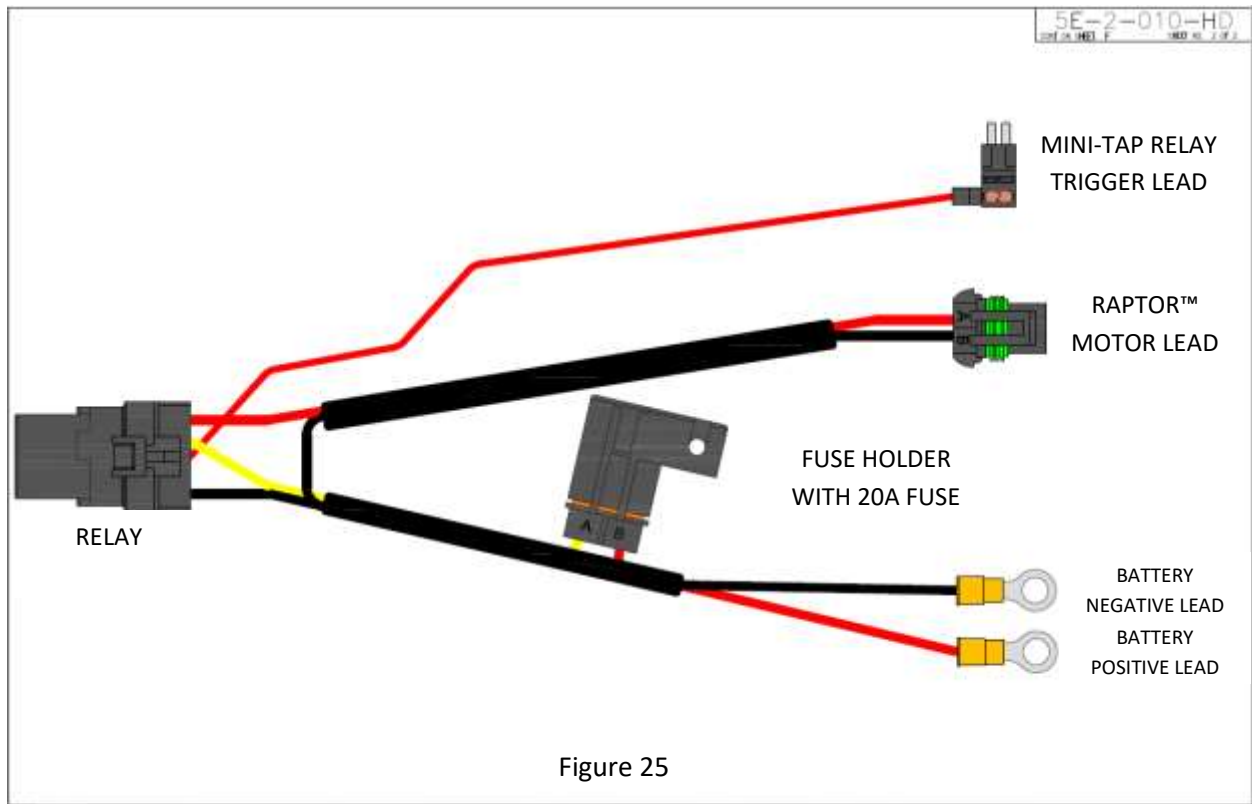 5E-2-010-HD
MINI-TAP RELAY
TRIGGER LEAD
RAPTOR™
MOTOR LEAD
A
B
FUSE HOLDER
WITH 20A FUSE
A
B
RELAY
BATTERY
NEGATIVE LEAD
BATTERY
POSITIVE LEAD
Figure 25